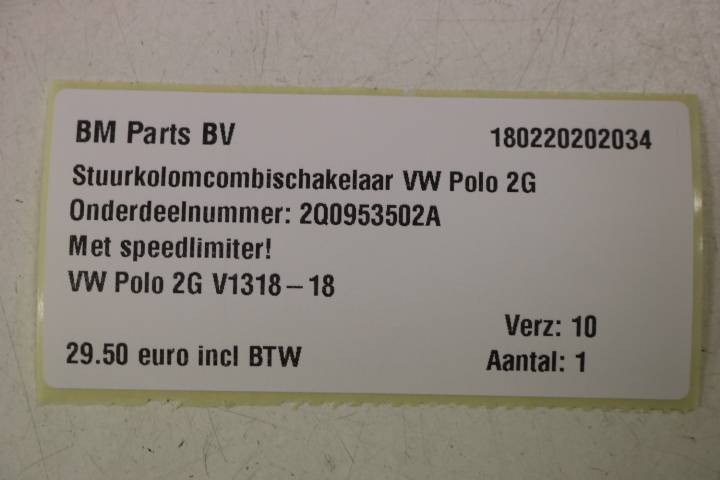 BM Parts BV 180220202034
Stuurkolomcombischakelaar VW Polo 2G
Onderdeelnummer: 2Q0953502A
Met speedlimiter!
VW Polo 2G V1318-18
Verz: 10
29.50 euro incl BTW Aantal: 1